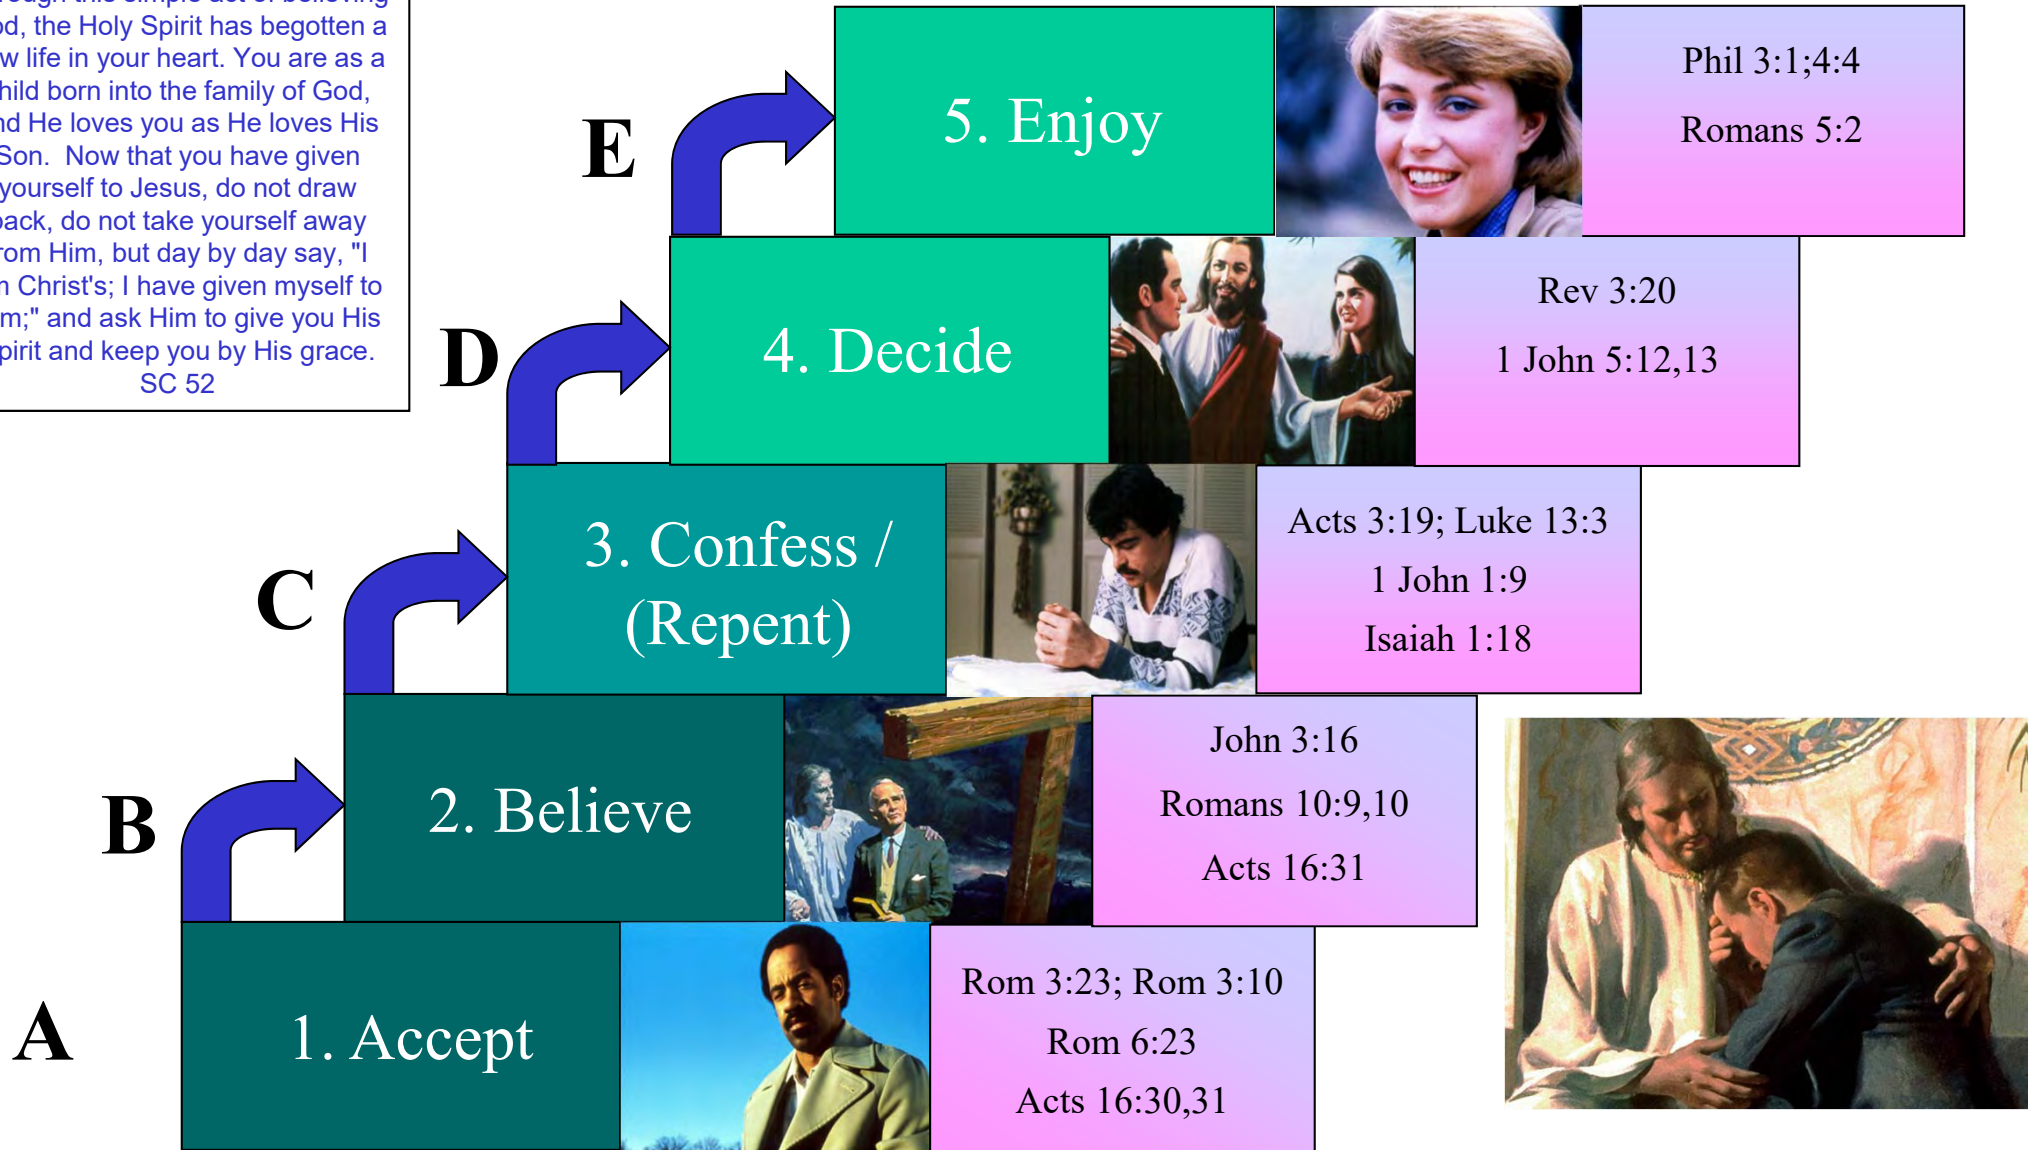 simple act of believing
the Holy Spirit has begotten a
life in your heart. You are as a
born into the family of God,
He loves you as He loves His
Son. Now that you have given
yourself to Jesus, do not draw
do not take yourself away
Him, but day by day say, "I
Christ's; I have given myself to
and ask Him to give you His
and keep you by His grace.
SC 52
E
5. Enjoy
Phil 3:1;4:4
Romans 5:2
D
4. Decide
Rev 3:20
1 John 5:12,13
C
3. Confess /
(Repent)
Acts 3:19; Luke 13:3
1 John 1:9
Isaiah 1:18
B
2. Believe
John 3:16
Romans 10:9,10
Acts 16:31
A
1. Accept
Rom 3:23; Rom 3:10
Rom 6:23
Acts 16:30,31